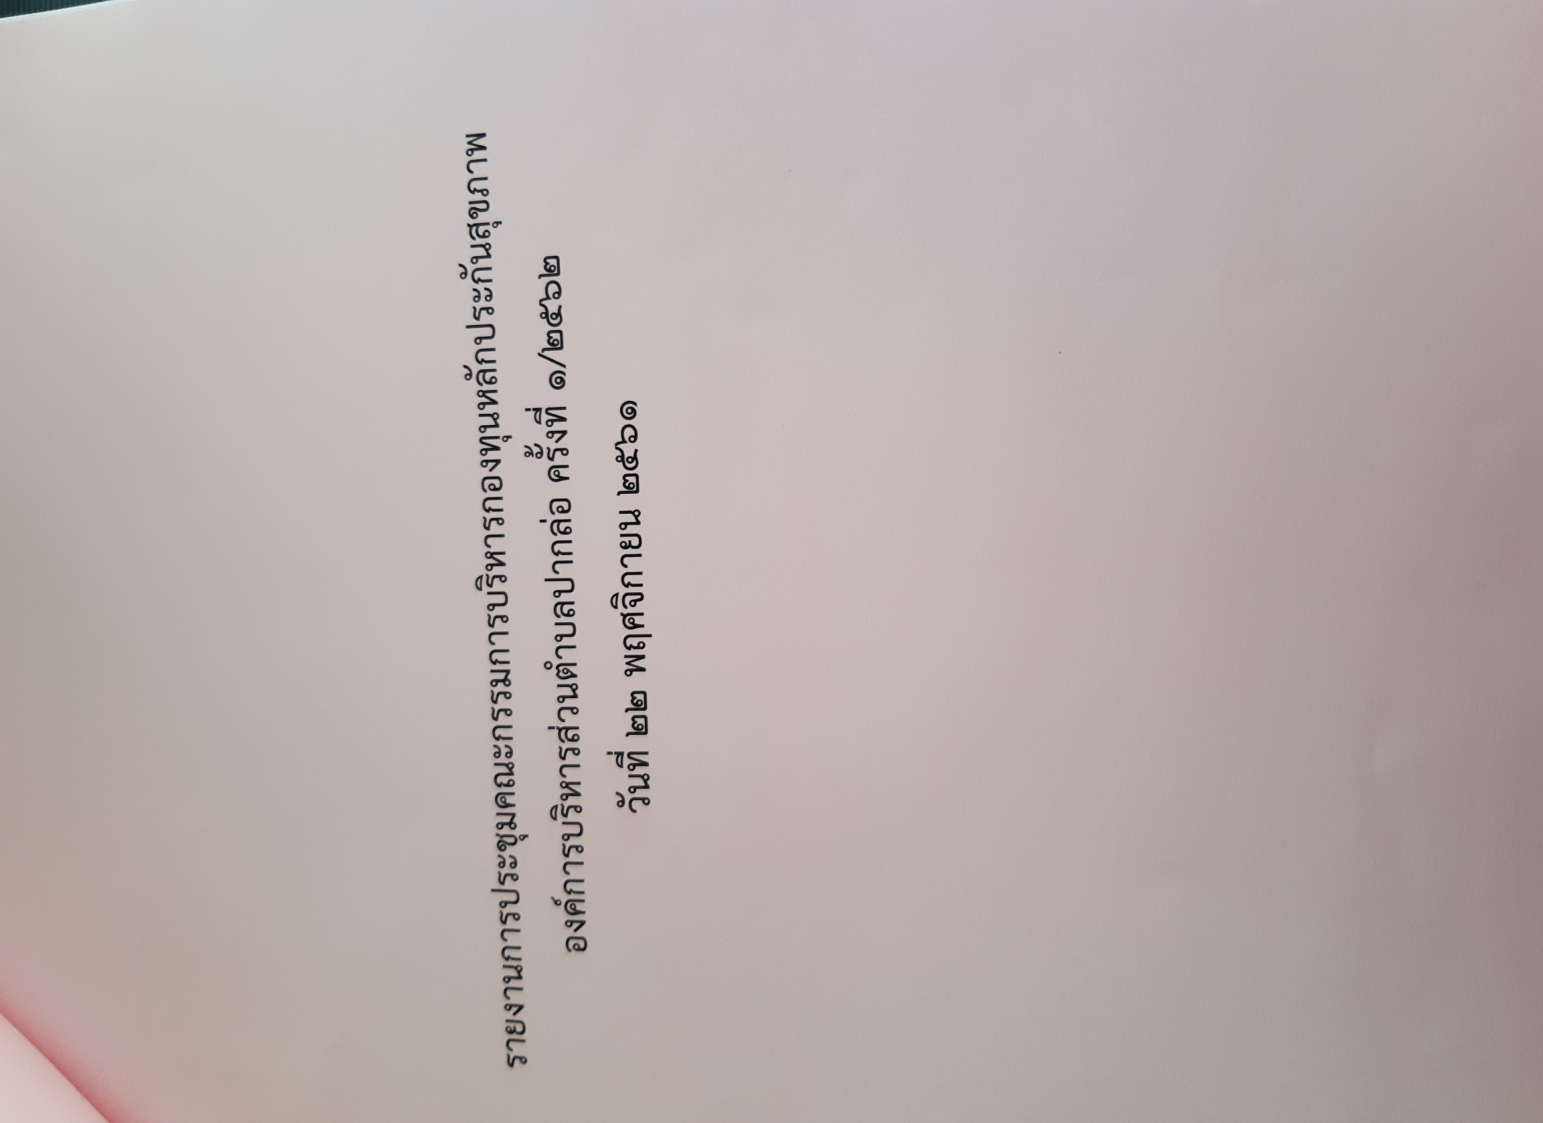 รายงานการประชุมคณะกรรมการบริหารกองทุนหลักประกันสุขภาพ
องค์การบริหารส่วนตำบลปากล่อ ครั้งที่ ๑/๒๕๖๒
วันที่ ๒๒ พฤศจิกายน ๒๕๖๑